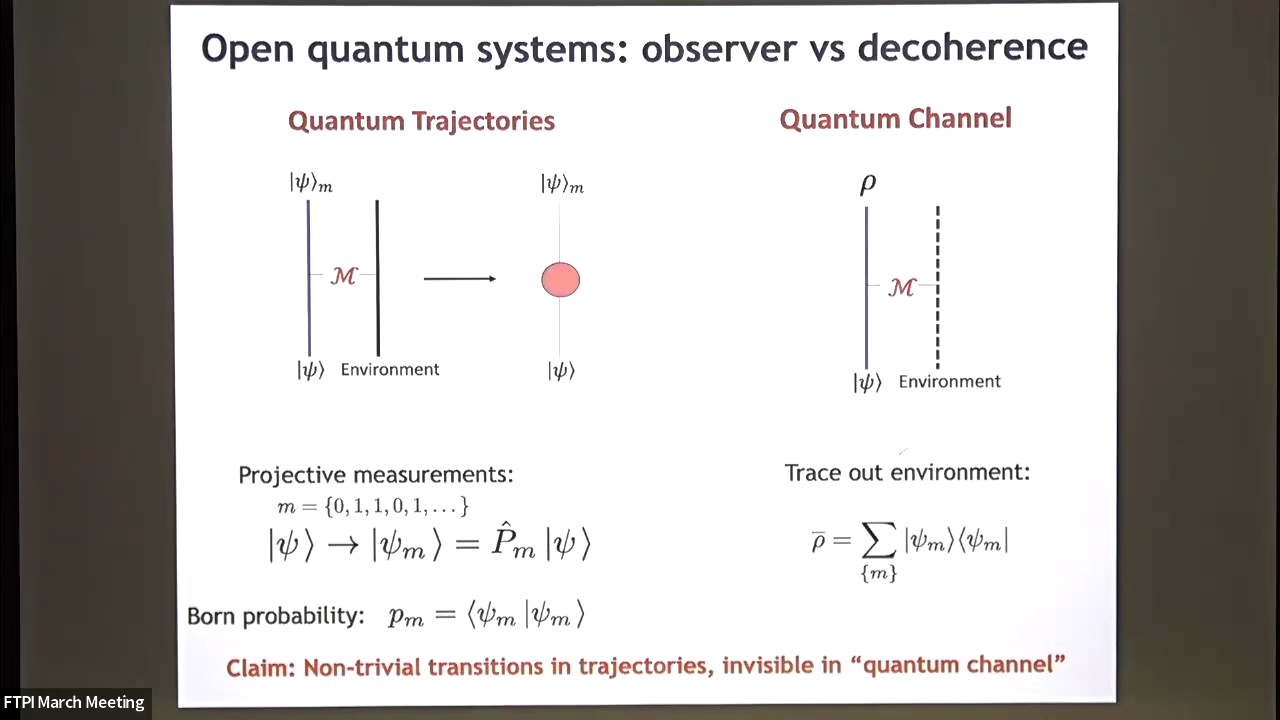 Open quantum systems: observer vs decoherence
Quantum Trajectories
Quantum Channel
|ψ⟩ₘ
|ψ⟩ₘ
ρ
ℳ
ℳ
|ψ⟩ Environment
|ψ⟩
|ψ⟩ Environment
Projective measurements:
m = {0, 1, 1, 0, 1, ...}
|ψ⟩ → |ψₘ⟩ = P̂ₘ |ψ⟩
Born probability: pₘ = ⟨ψₘ|ψₘ⟩
Trace out environment:
ρ̅ = ∑ |ψₘ⟩⟨ψₘ|
{m}
Claim: Non-trivial transitions in trajectories, invisible in “quantum channel”
FTPI March Meeting